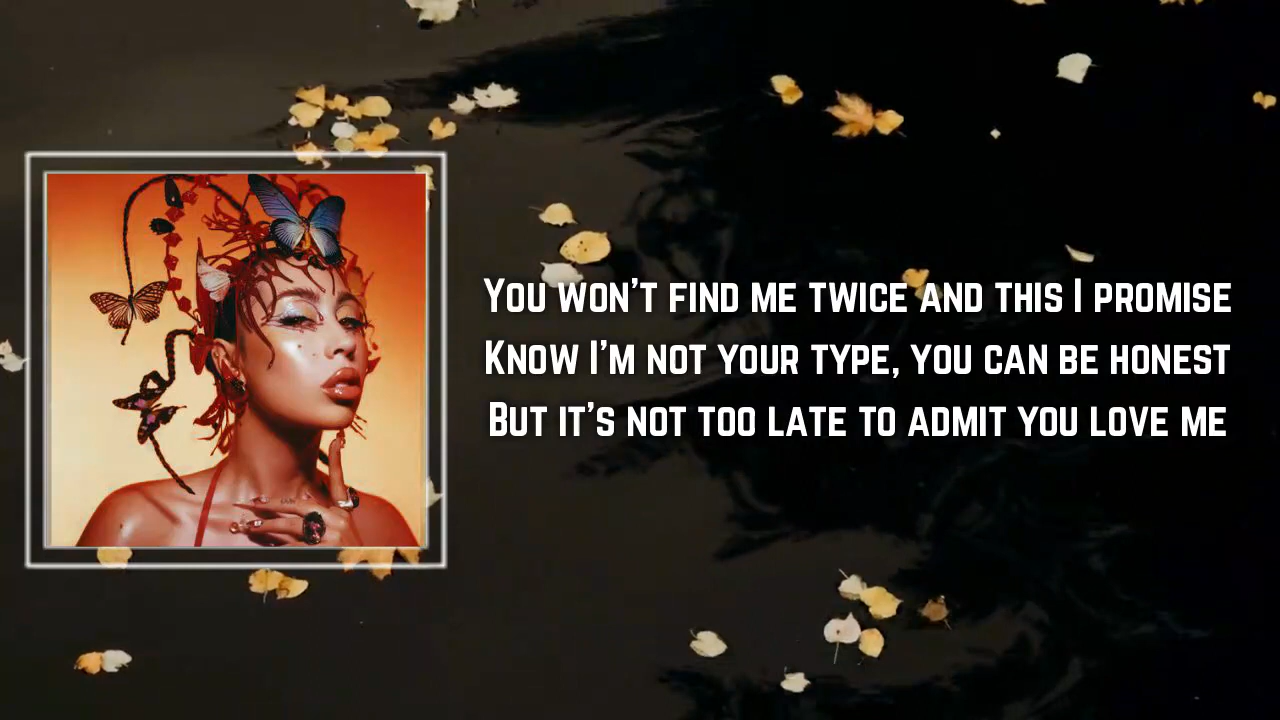 You won't find me twice and this I promise
Know I'm not your type, you can be honest
But it's not too late to admit you love me